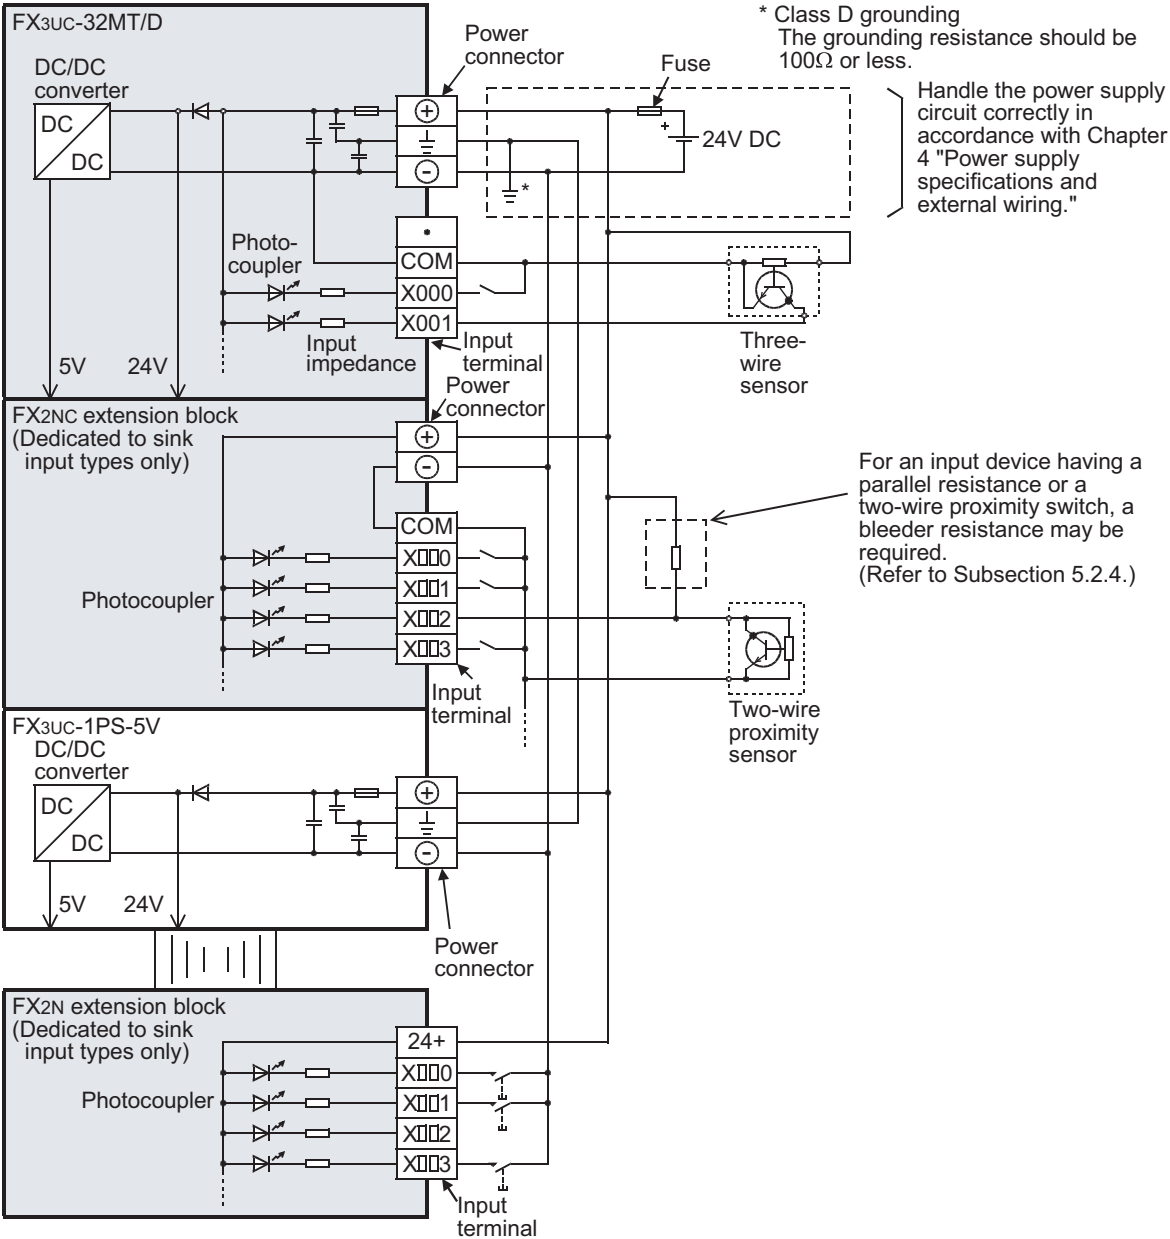 FX3UC-32MT/D
DC/DC
converter
DC
DC
5V
24V
Photo-
coupler
Input
impedance
Power
connector
+
-
•
COM
X000
X001
Input
terminal
Fuse
+
24V DC
*
* Class D grounding
The grounding resistance should be
100Ω or less.
Handle the power supply
circuit correctly in
accordance with Chapter
4 "Power supply
specifications and
external wiring."
Three-
wire
sensor
FX2NC extension block
(Dedicated to sink
input types only)
Power
connector
+
-
COM
X□□0
X□□1
X□□2
X□□3
Photocoupler
Input
terminal
For an input device having a
parallel resistance or a
two-wire proximity switch, a
bleeder resistance may be
required.
(Refer to Subsection 5.2.4.)
Two-wire
proximity
sensor
FX3UC-1PS-5V
DC/DC
converter
DC
DC
5V
24V
+
-
Power
connector
FX2N extension block
(Dedicated to sink
input types only)
24+
X□□0
X□□1
X□□2
X□□3
Photocoupler
Input
terminal